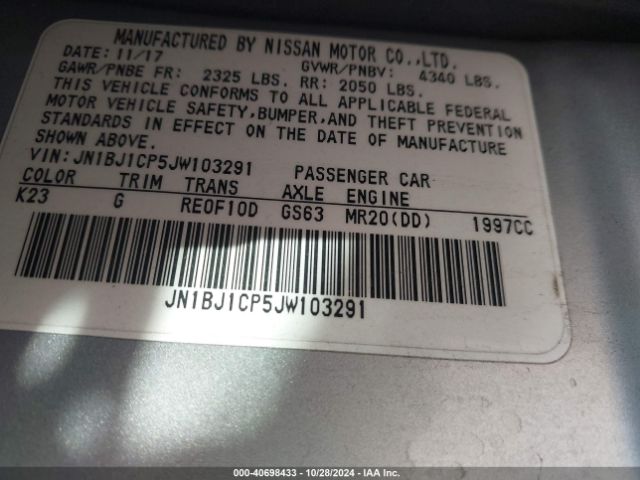 MANUFACTURED BY NISSAN MOTOR CO.,LTD.
DATE: 11/17 GVWR/PNBV: 4340 LBS.
GAWR/PNBE FR: 2325 LBS. RR: 2050 LBS.
THIS VEHICLE CONFORMS TO ALL APPLICABLE FEDERAL
MOTOR VEHICLE SAFETY,BUMPER,AND THEFT PREVENTION
STANDARDS IN EFFECT ON THE DATE OF MANUFACTURE
SHOWN ABOVE.
VIN:JN1BJ1CP5JW103291 PASSENGER CAR
COLOR TRIM TRANS AXLE ENGINE
K23 G RE0F10D GS63 MR20(DD) 1997CC
JN1BJ1CP5JW103291
000-40698433 | 10/28/2024 | IAA Inc.